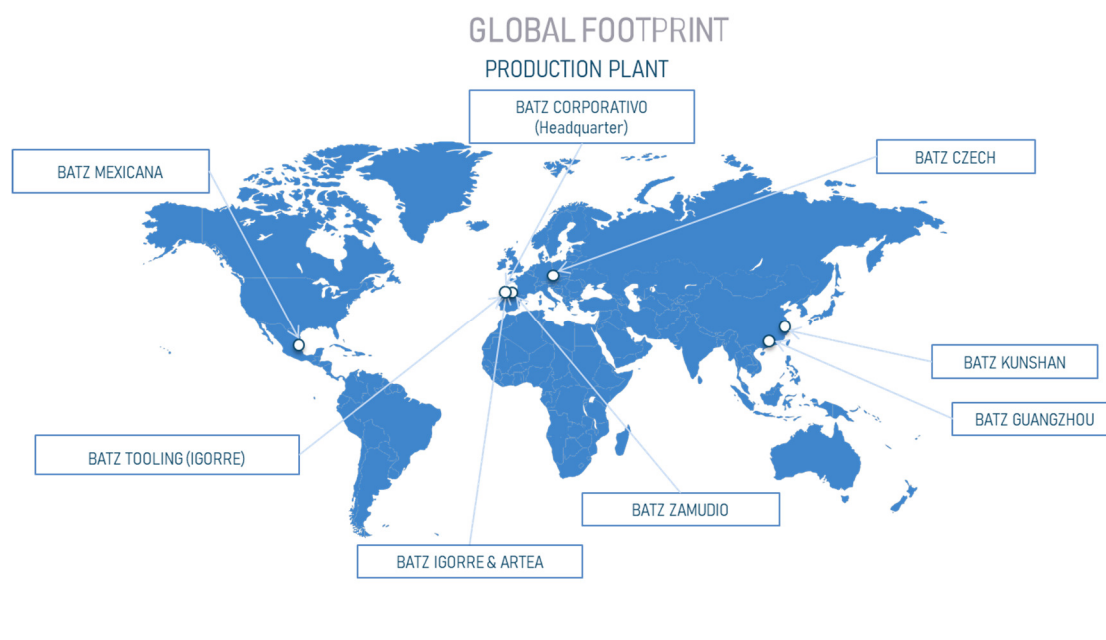 GLOBAL FOOTPRINT
PRODUCTION PLANT
BATZ CORPORATIVO
(Headquarter)
BATZ CZECH
BATZ MEXICANA
BATZ KUNSHAN
BATZ GUANGZHOU
BATZ TOOLING (IGORRE)
BATZ ZAMUDIO
BATZ IGORRE & ARTEA